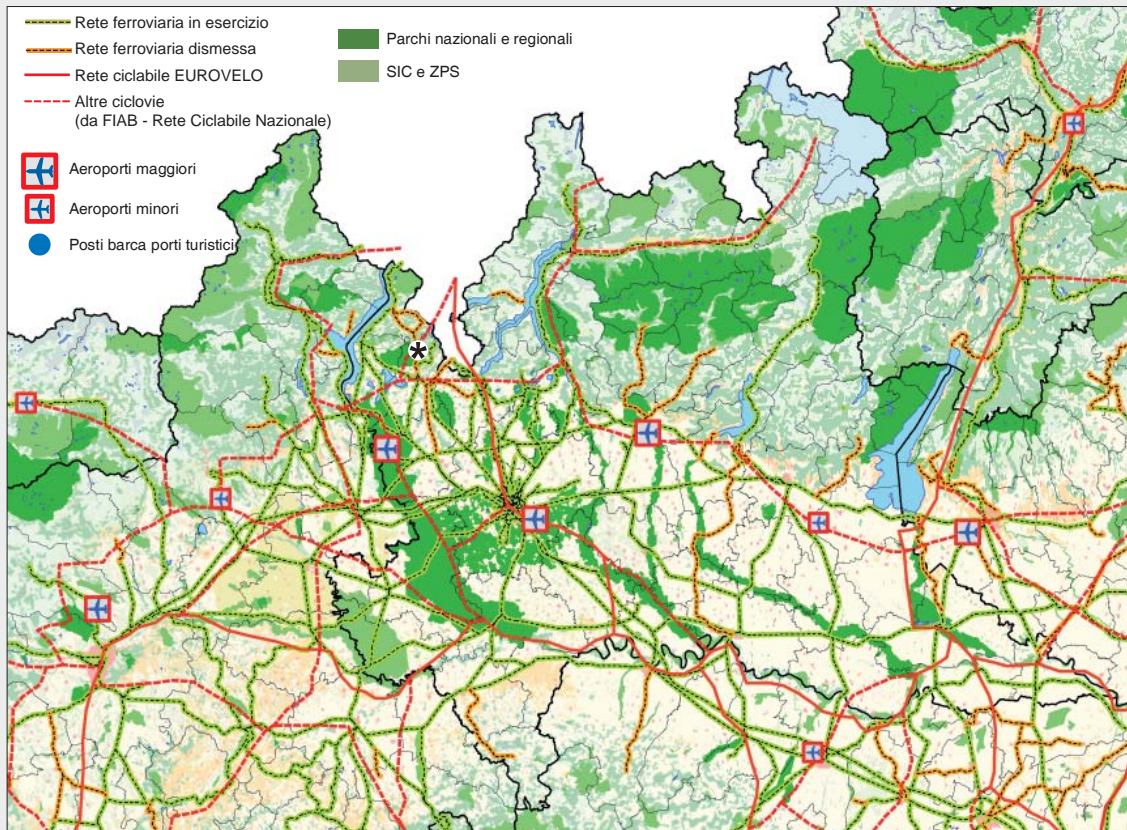 Rete ferroviaria in esercizio
Rete ferroviaria dismessa
Rete ciclabile EUROVELO
Altre ciclovie
(da FIAB - Rete Ciclabile Nazionale)
Aeroporti maggiori
Aeroporti minori
Posti barca porti turistici
Parchi nazionali e regionali
SIC e ZPS
*